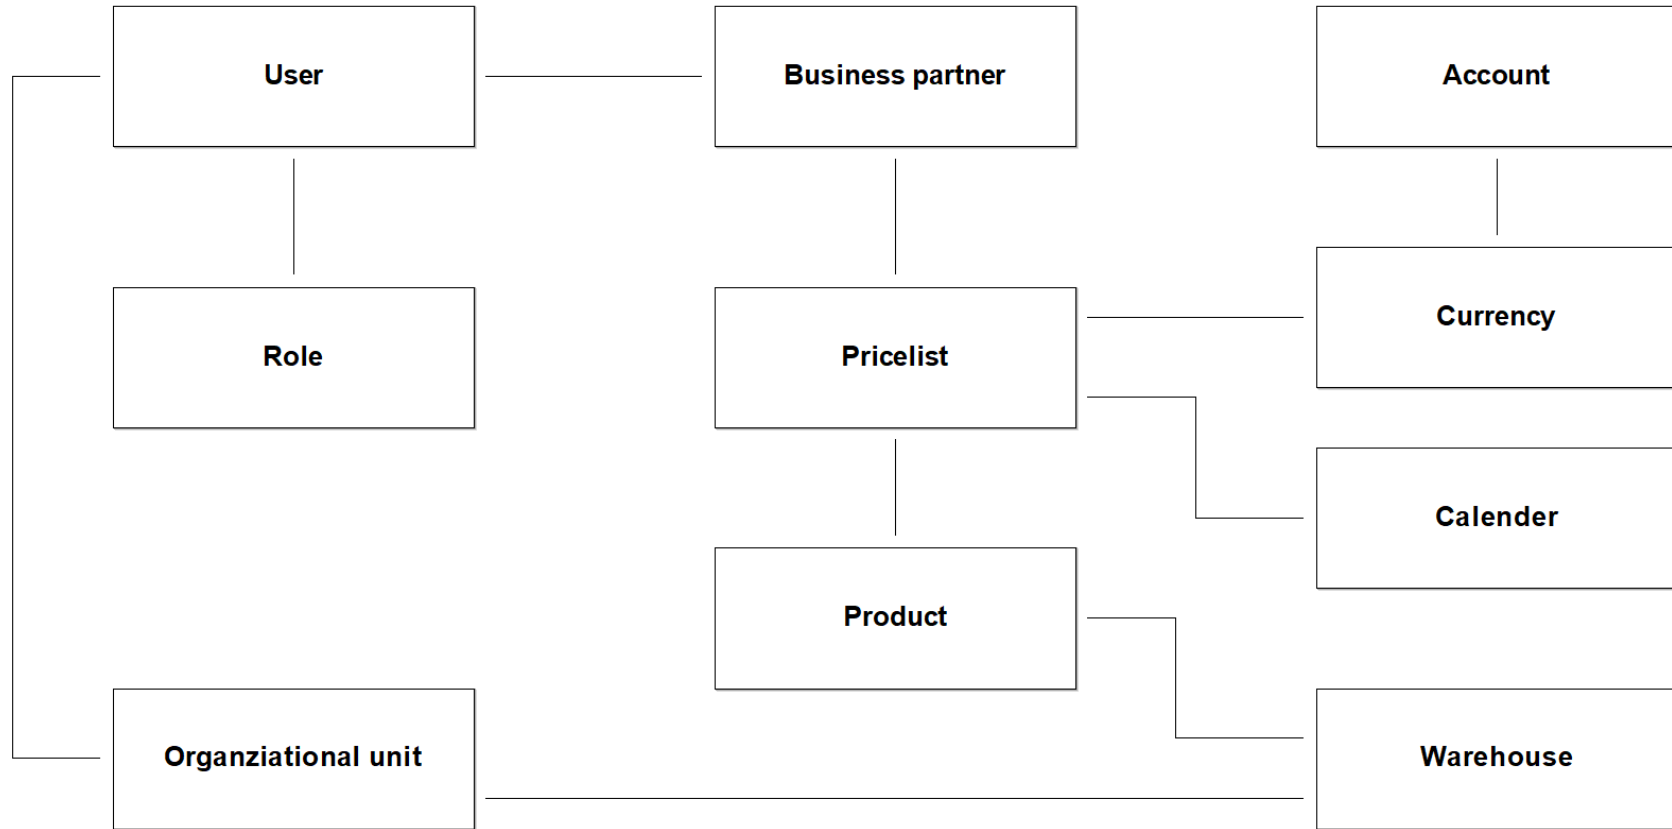 User
Business partner
Account
Role
Pricelist
Currency
Calender
Product
Organziational unit
Warehouse